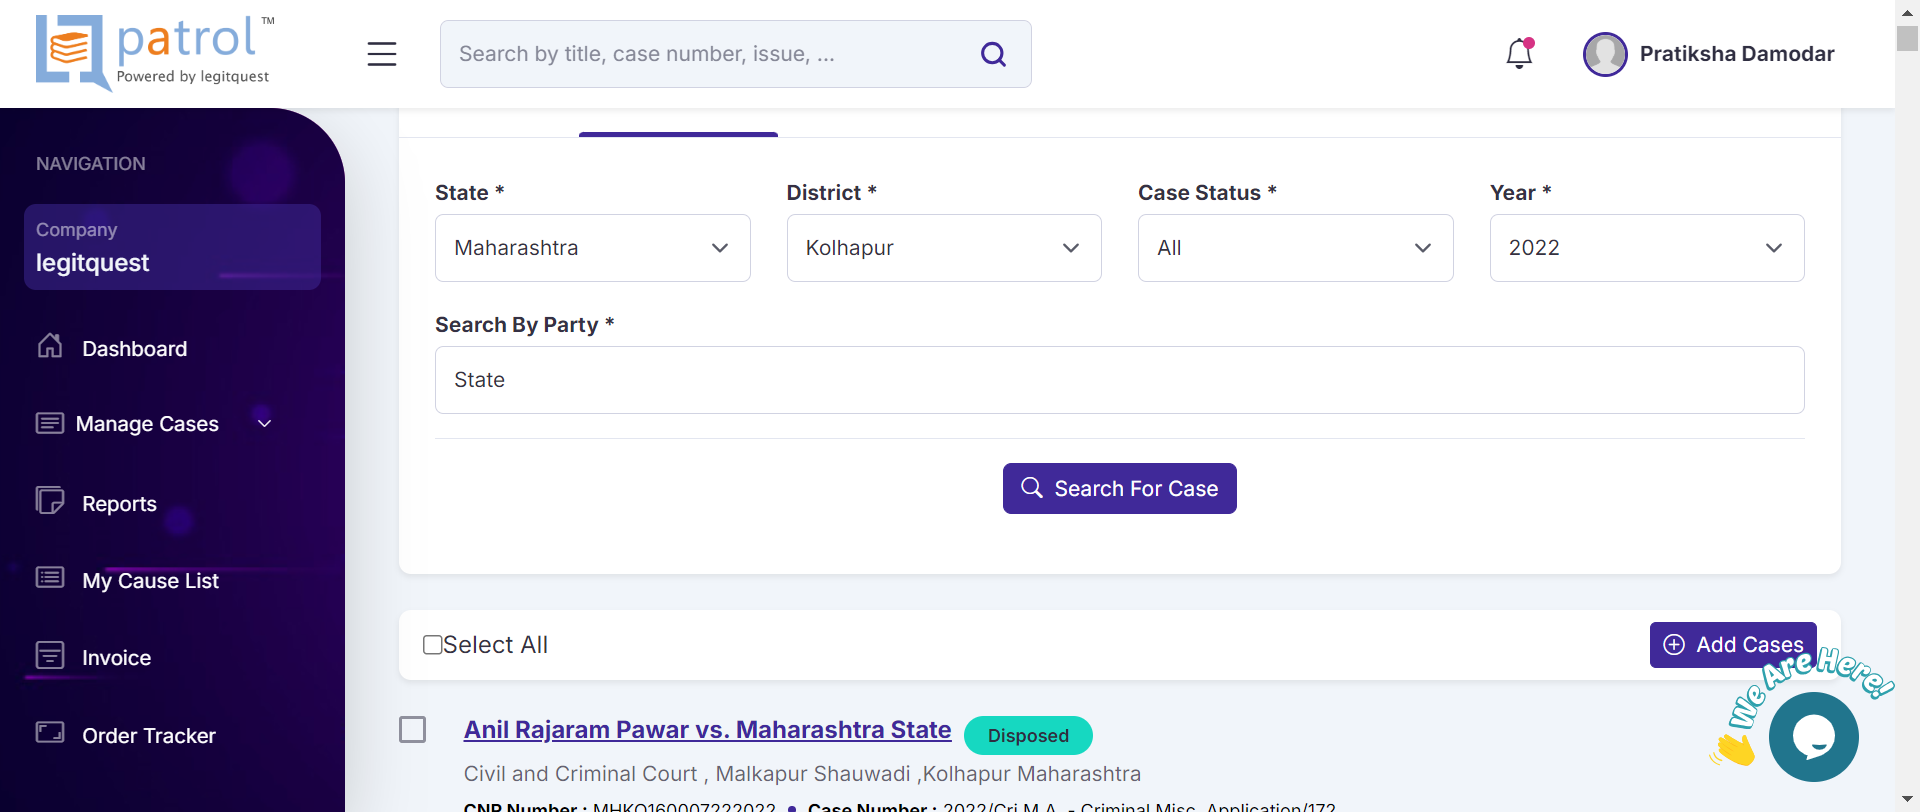 patrol ™
Powered by legitquest
Search by title, case number, issue, ...
Pratiksha Damodar
NAVIGATION
Company
legitquest
Dashboard
Manage Cases
Reports
My Cause List
Invoice
Order Tracker
State * District * Case Status * Year *
Maharashtra Kolhapur All 2022
Search By Party *
State
Search For Case
Select All
Add Cases
We Are Here!
Anil Rajaram Pawar vs. Maharashtra State Disposed
Civil and Criminal Court , Malkapur Shauwadi ,Kolhapur Maharashtra
CNR Number : MHKO160007222022 • Case Number : 2022/Cri.M.A. - Criminal Misc. Application/172